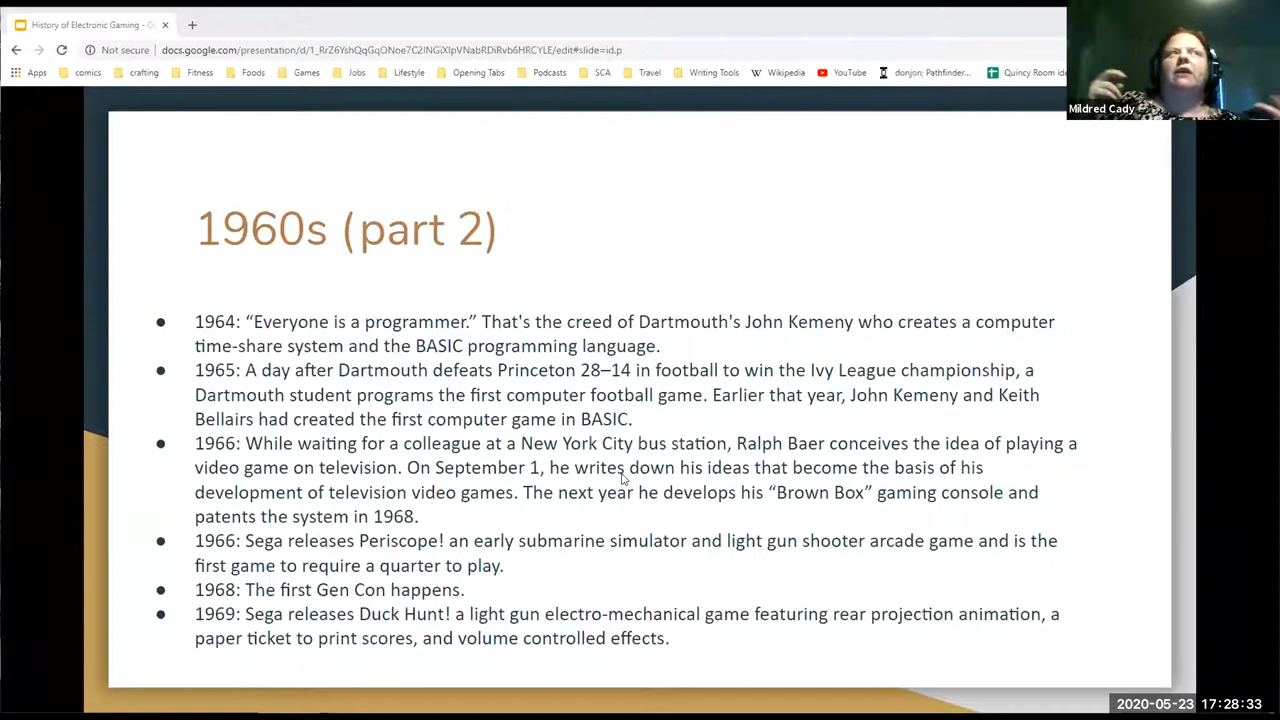 History of Electronic Gaming - G
Not secure docs.google.com/presentation/d/1_RrZ6YshQqGqONoe7C2INGiXIpVNabRDiRvb6HRCYLE/edit#slide=id.p
Apps comics crafting Fitness Foods Games Jobs Lifestyle Opening Tabs Podcasts SCA Travel Writing Tools Wikipedia YouTube donjon; Pathfinder... Quincy Room ide
Mildred Cady
1960s (part 2)
● 1964: “Everyone is a programmer.” That's the creed of Dartmouth's John Kemeny who creates a computer
time-share system and the BASIC programming language.
● 1965: A day after Dartmouth defeats Princeton 28–14 in football to win the Ivy League championship, a
Dartmouth student programs the first computer football game. Earlier that year, John Kemeny and Keith
Bellairs had created the first computer game in BASIC.
● 1966: While waiting for a colleague at a New York City bus station, Ralph Baer conceives the idea of playing a
video game on television. On September 1, he writes down his ideas that become the basis of his
development of television video games. The next year he develops his “Brown Box” gaming console and
patents the system in 1968.
● 1966: Sega releases Periscope! an early submarine simulator and light gun shooter arcade game and is the
first game to require a quarter to play.
● 1968: The first Gen Con happens.
● 1969: Sega releases Duck Hunt! a light gun electro-mechanical game featuring rear projection animation, a
paper ticket to print scores, and volume controlled effects.
2020-05-23 17:28:33